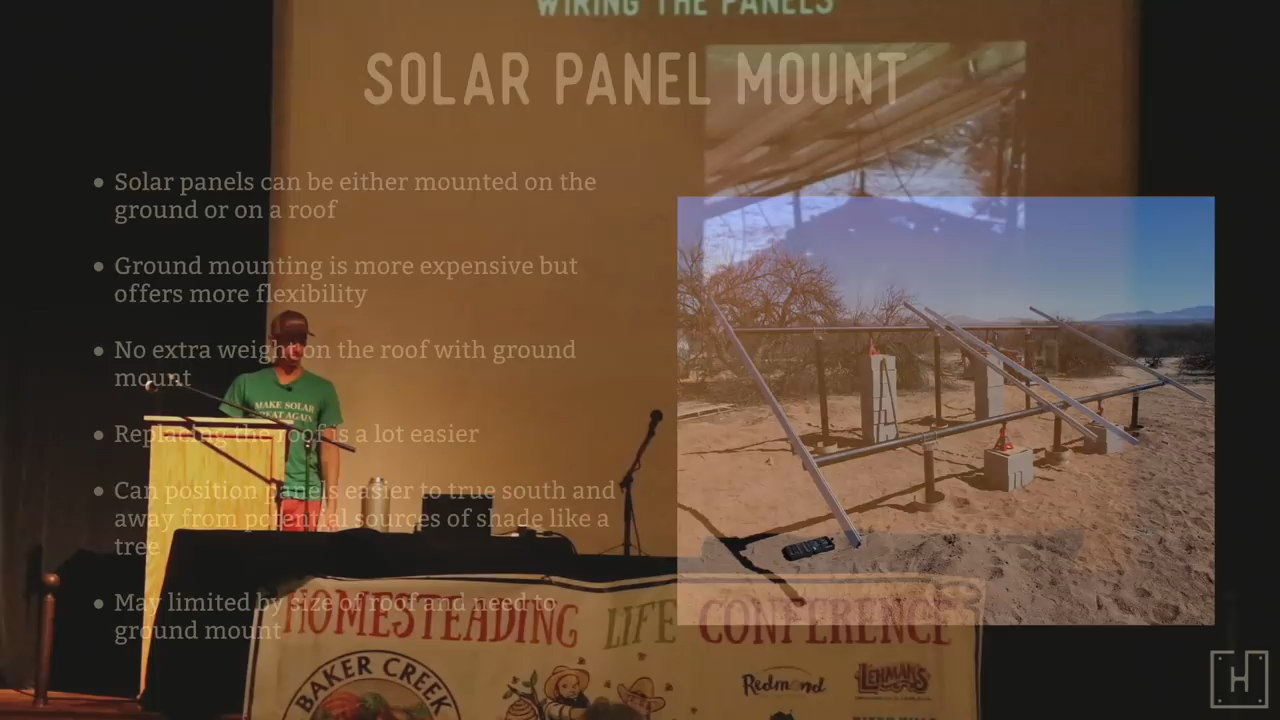 WIRING THE PANELS
SOLAR PANEL MOUNT
• Solar panels can be either mounted on the
ground or on a roof
• Ground mounting is more expensive but
offers more flexibility
• No extra weight on the roof with ground
mount
MAKE SOLAR
GREAT AGAIN
• Replacing the roof is a lot easier
• Can position panels easier to true south and
away from potential sources of shade like a
tree
• May limited by size of roof and need to
ground mount
HOMESTEADING LIFE CONFERENCE
BAKER CREEK
Redmond
LEHMAN'S
H